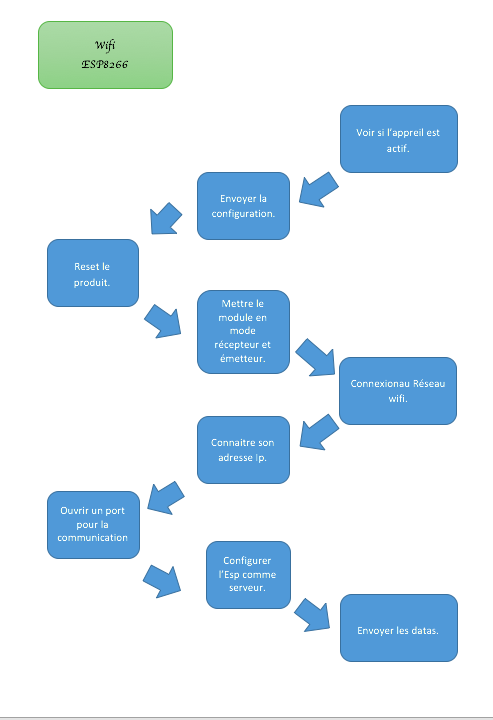 Wifi
ESP8266
Voir si l'appreil est
actif.
Envoyer la
configuration.
Reset le
produit.
Mettre le
module en
mode
récepteur et
émetteur.
Connexionau Réseau
wifi.
Connaitre son
adresse Ip.
Ouvrir un port
pour la
communication
Configurer
l'Esp comme
serveur.
Envoyer les datas.